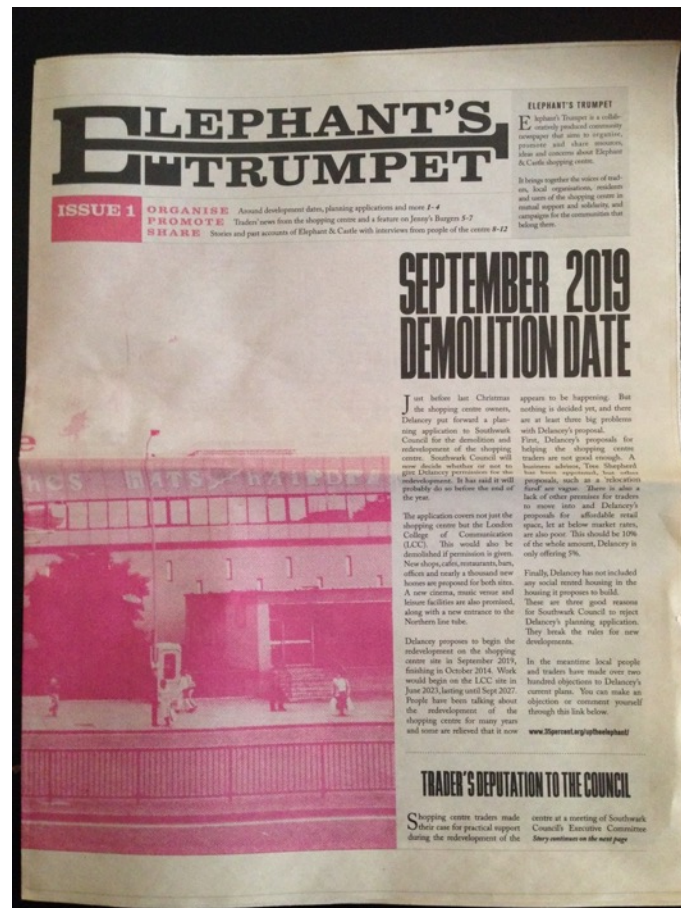 ELEPHANT'S
TRUMPET
ELEPHANT'S TRUMPET
Elephant's Trumpet is a collab-
oratively produced community
newspaper that aims to organize,
promote and share resources,
ideas and concerns about Elephant
& Castle shopping centre.
It brings together the voices of trad-
ers, local organisations, residents
and users of the shopping centre in
mutual support and solidarity, and
campaigns for the communities that
belong there.
ISSUE 1
ORGANISE Around development dates, planning applications and more 1-4
PROMOTE Traders' news from the shopping centre and a feature on Jenny's Burgers 5-7
SHARE Stories and past accounts of Elephant & Castle with interviews from people of the centre 8-12
SEPTEMBER 2019
DEMOLITION DATE
Just before last Christmas
the shopping centre owners,
Delancey put forward a plan-
ning application to Southwark
Council for the demolition and
redevelopment of the shopping
centre. Southwark Council will
now decide whether or not to
give Delancey permission for the
redevelopment. It has said it will
probably do so before the end of
the year.
The application covers not just the
shopping centre but the London
College of Communication
(LCC). This would also be
demolished if permission is given.
New shops, cafes, restaurants, bars,
offices and nearly a thousand new
homes are proposed for both sites.
A new cinema, music venue and
leisure facilities are also promised,
along with a new entrance to the
Northern line tube.
Delancey proposes to begin the
redevelopment on the shopping
centre site in September 2019,
finishing in October 2014. Work
would begin on the LCC site in
June 2023, lasting until Sept 2027.
People have been talking about
the redevelopment of the
shopping centre for many years
and some are relieved that it now
appears to be happening. But
nothing is decided yet, and there
are at least three big problems
with Delancey's proposal.
First, Delancey's proposals for
helping the shopping centre
traders are not good enough. A
business advisor, Tree Shepherd
has been appointed, but other
proposals, such as a 'relocation
fund' are vague. There is also a
lack of other premises for traders
to move into and Delancey's
proposals for affordable retail
space, let at below market rates,
are also poor. This should be 10%
of the whole amount, Delancey is
only offering 5%.
Finally, Delancey has not included
any social rented housing in the
housing it proposes to build.
These are three good reasons
for Southwark Council to reject
Delancey's planning application.
They break the rules for new
developments.
In the meantime local people
and traders have made over two
hundred objections to Delancey's
current plans. You can make an
objection or comment yourself
through this link below.
www.35percent.org/uptheelephant/
TRADER'S DEPUTATION TO THE COUNCIL
Shopping centre traders made
their case for practical support
during the redevelopment of the
centre at a meeting of Southwark
Council's Executive Committee
Story continues on the next page